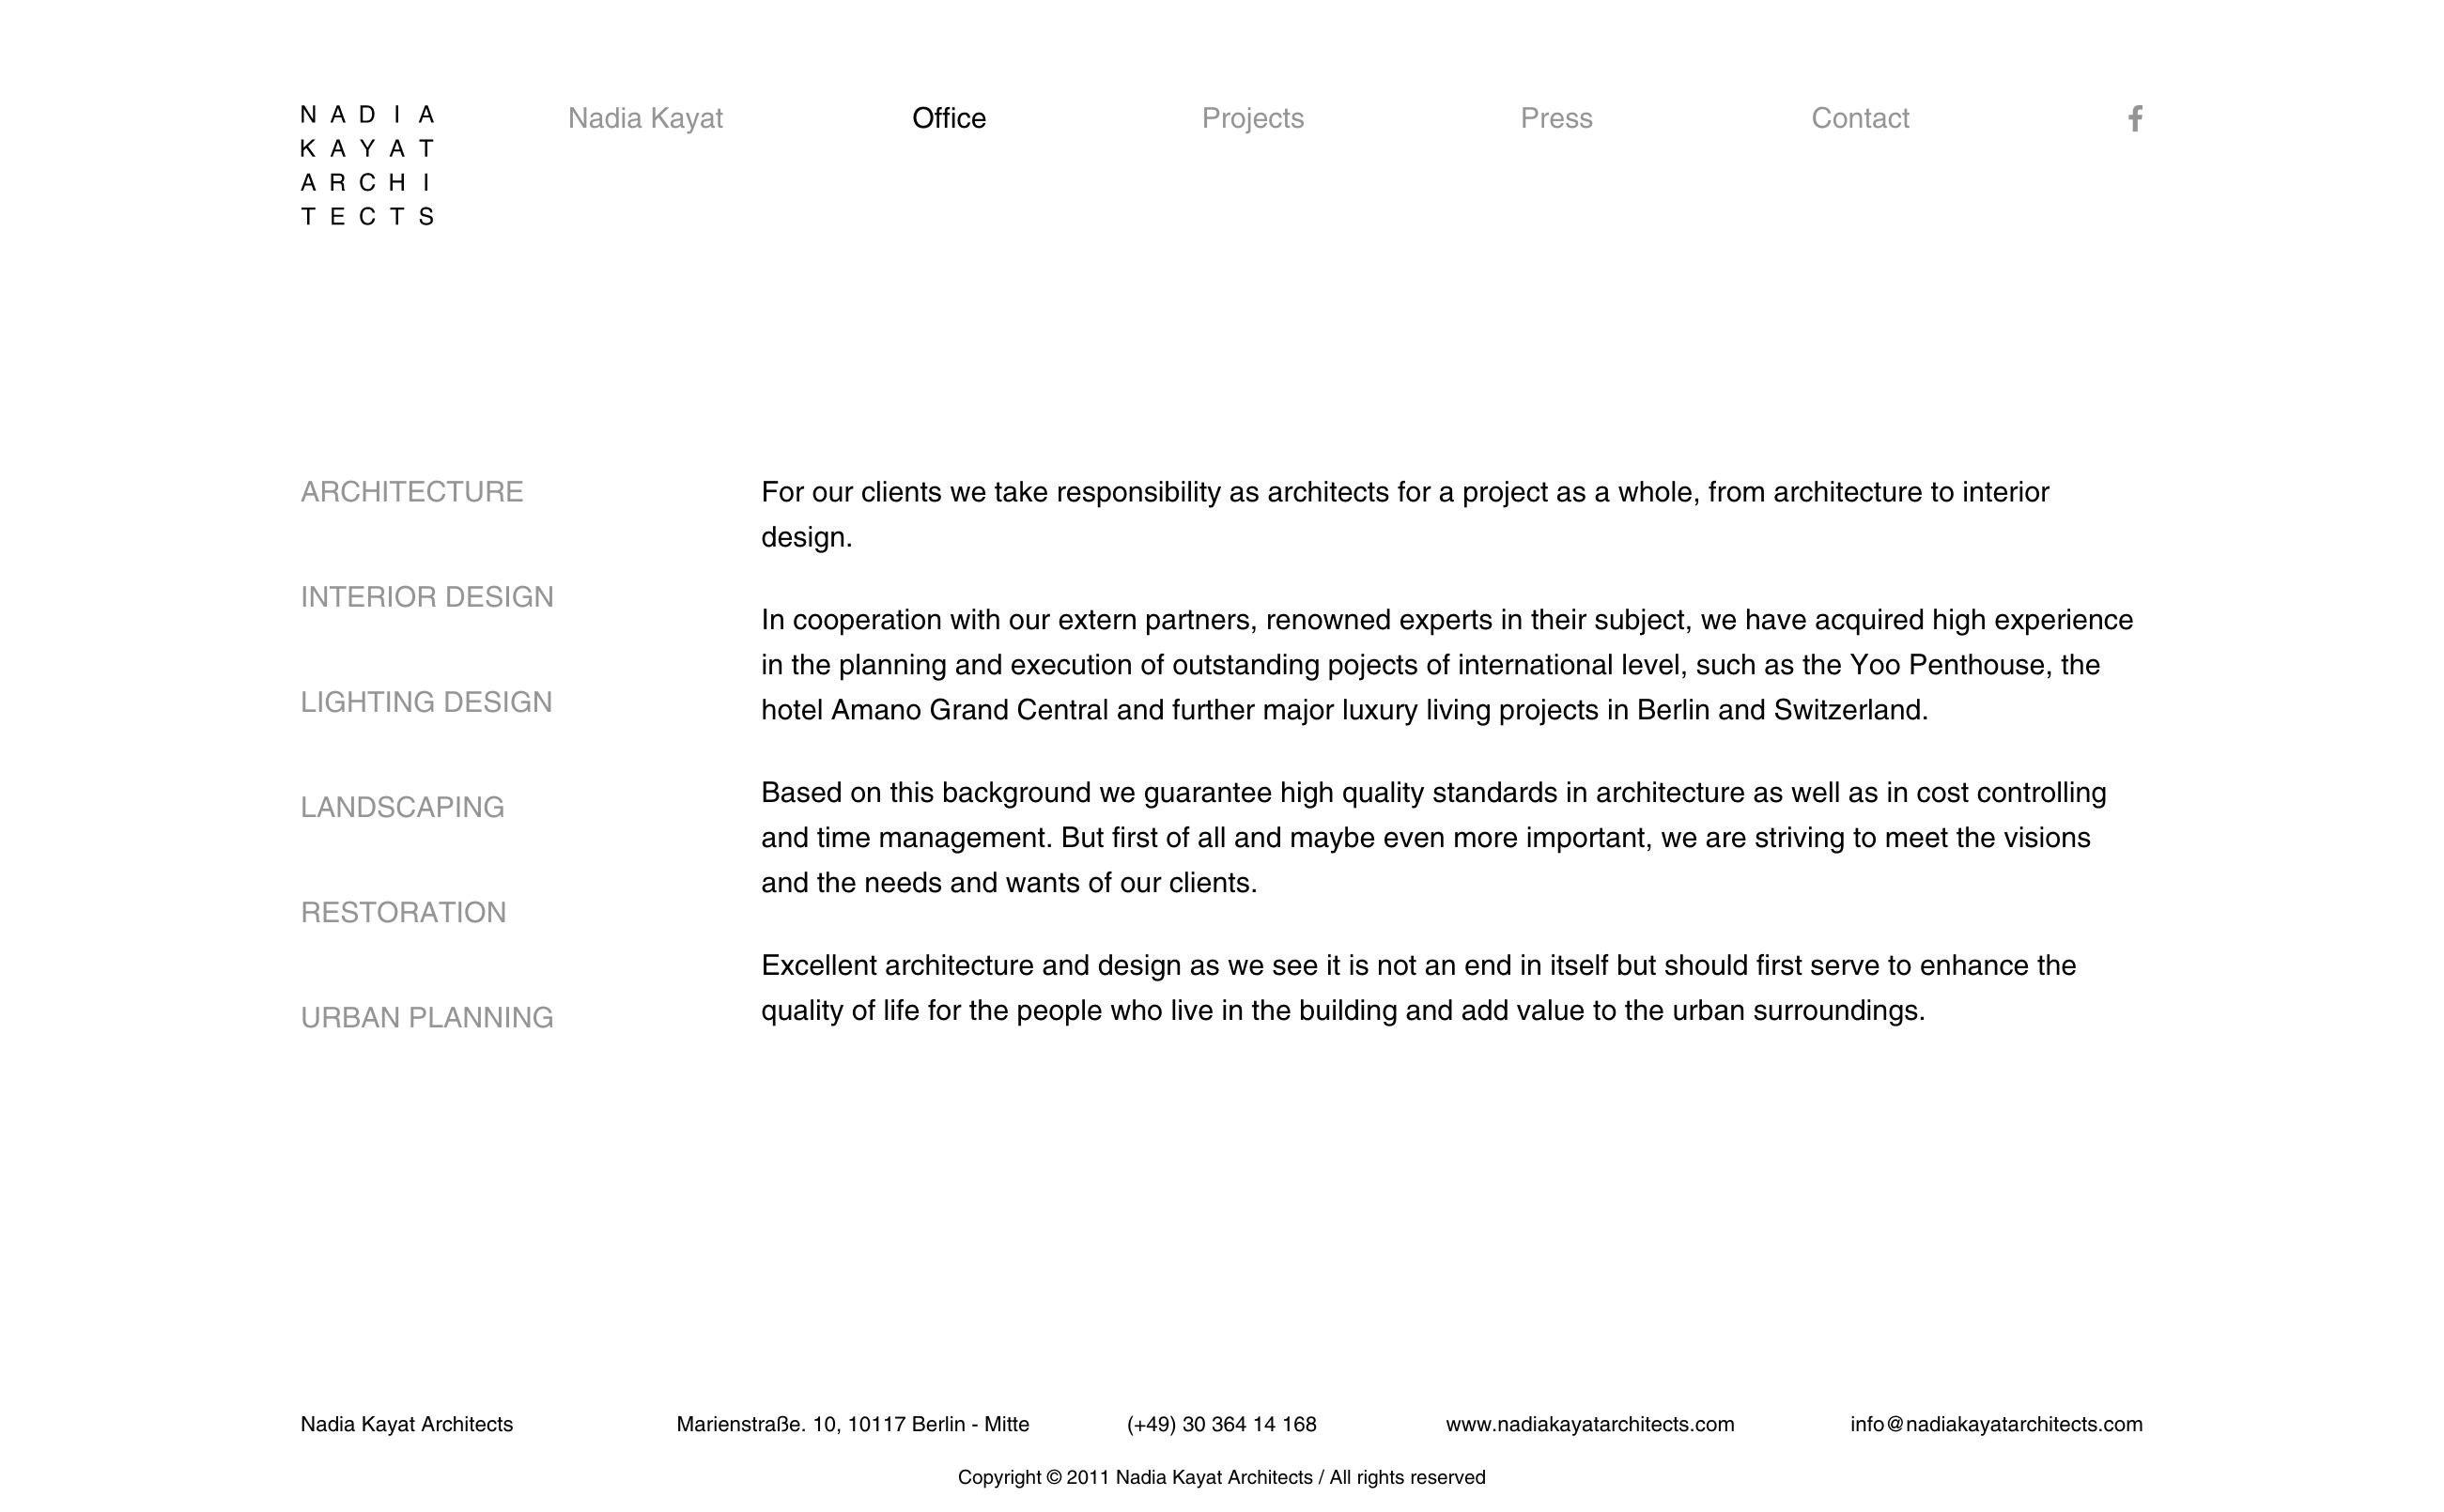 N A D I A
K A Y A T
A R C H I
T E C T S
Nadia Kayat Office Projects Press Contact f
ARCHITECTURE
INTERIOR DESIGN
LIGHTING DESIGN
LANDSCAPING
RESTORATION
URBAN PLANNING
For our clients we take responsibility as architects for a project as a whole, from architecture to interior
design.
In cooperation with our extern partners, renowned experts in their subject, we have acquired high experience
in the planning and execution of outstanding pojects of international level, such as the Yoo Penthouse, the
hotel Amano Grand Central and further major luxury living projects in Berlin and Switzerland.
Based on this background we guarantee high quality standards in architecture as well as in cost controlling
and time management. But first of all and maybe even more important, we are striving to meet the visions
and the needs and wants of our clients.
Excellent architecture and design as we see it is not an end in itself but should first serve to enhance the
quality of life for the people who live in the building and add value to the urban surroundings.
Nadia Kayat Architects Marienstraße. 10, 10117 Berlin - Mitte (+49) 30 364 14 168 www.nadiakayatarchitects.com info@nadiakayatarchitects.com
Copyright © 2011 Nadia Kayat Architects / All rights reserved